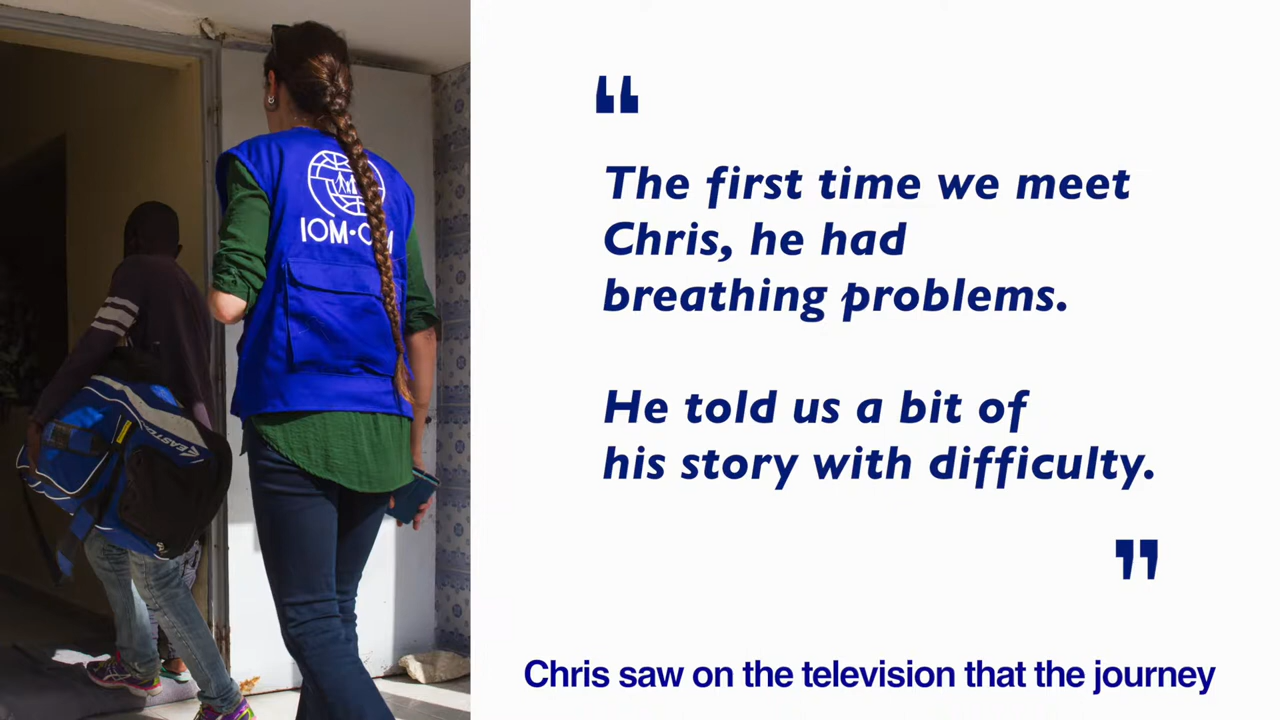 ❝
The first time we meet
Chris, he had
breathing problems.
He told us a bit of
his story with difficulty.
❞
Chris saw on the television that the journey
IOM•O
EASTON